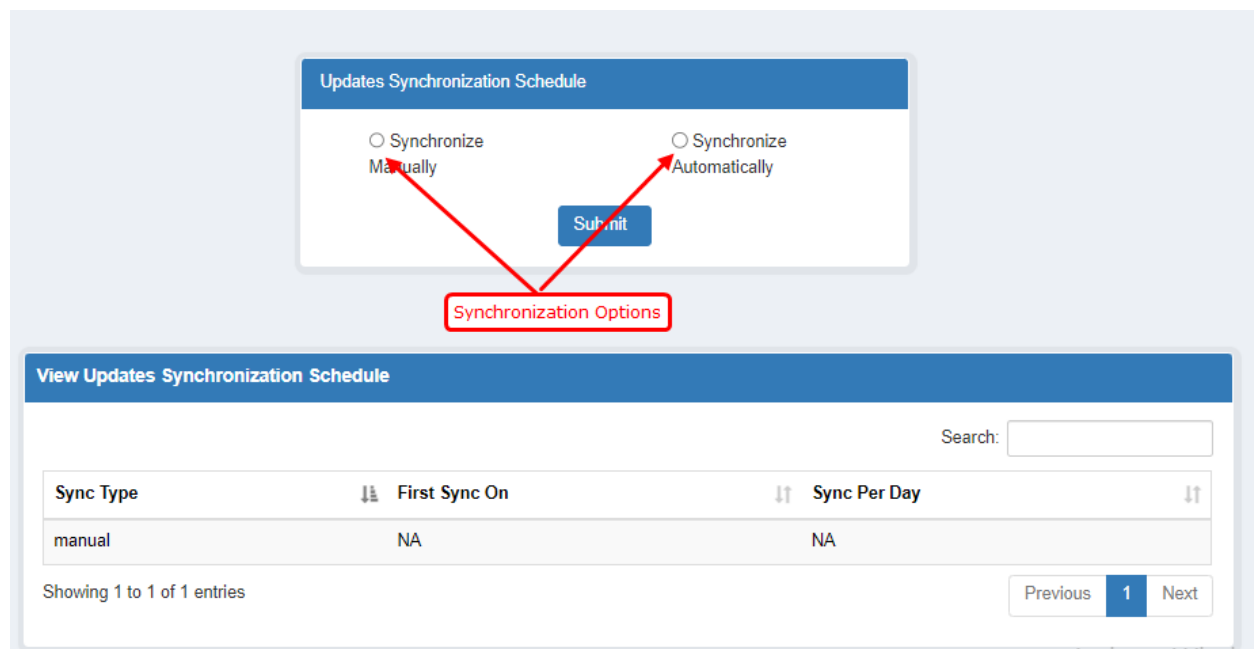 Updates Synchronization Schedule
Synchronize Synchronize
Manually Automatically
Submit
Synchronization Options
View Updates Synchronization Schedule
Search:
Sync Type First Sync On Sync Per Day
manual NA NA
Showing 1 to 1 of 1 entries Previous 1 Next